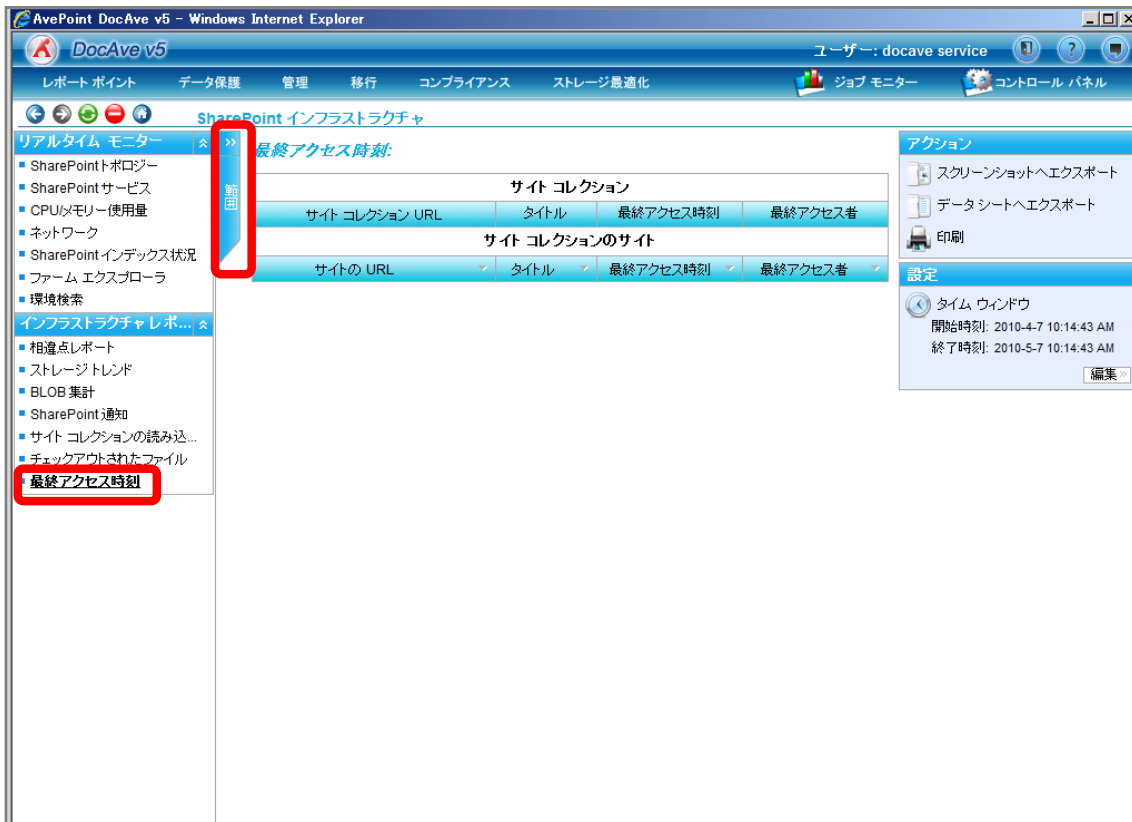 AvePoint DocAve v5 - Windows Internet Explorer
DocAve v5
ユーザー: docave service
レポート ポイント データ保護 管理 移行 コンプライアンス ストレージ最適化 ジョブ モニター コントロール パネル
SharePoint インフラストラクチャ
リアルタイム モニター
SharePointトポロジー
SharePoint サービス
CPU/メモリー使用量
ネットワーク
SharePoint インデックス状況
ファーム エクスプローラ
環境検索
インフラストラクチャ レポ...
相違点レポート
ストレージトレンド
BLOB 集計
SharePoint 通知
サイト コレクションの読み込...
チェックアウトされたファイル
最終アクセス時刻
範囲
最終アクセス時刻:
サイト コレクション
サイト コレクション URL タイトル 最終アクセス時刻 最終アクセス者
サイト コレクションのサイト
サイトの URL タイトル 最終アクセス時刻 最終アクセス者
アクション
スクリーンショットへエクスポート
データ シートへエクスポート
印刷
設定
タイム ウィンドウ
開始時刻: 2010-4-7 10:14:43 AM
終了時刻: 2010-5-7 10:14:43 AM
編集